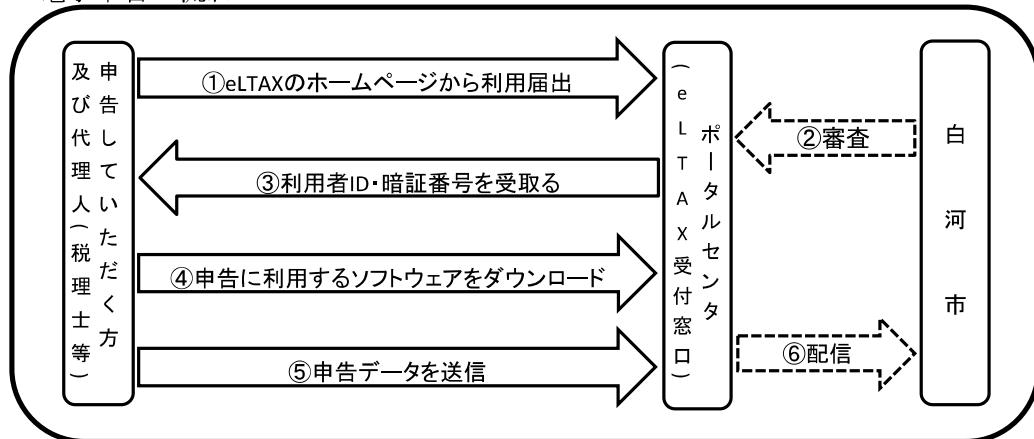 申告していただく方
及び代理人(税理士等)
①eLTAXのホームページから利用届出
③利用者ID・暗証番号を受取る
④申告に利用するソフトウェアをダウンロード
⑤申告データを送信
ポータルセンタ
(eLTAX受付窓口)
②審査
⑥配信
白河市